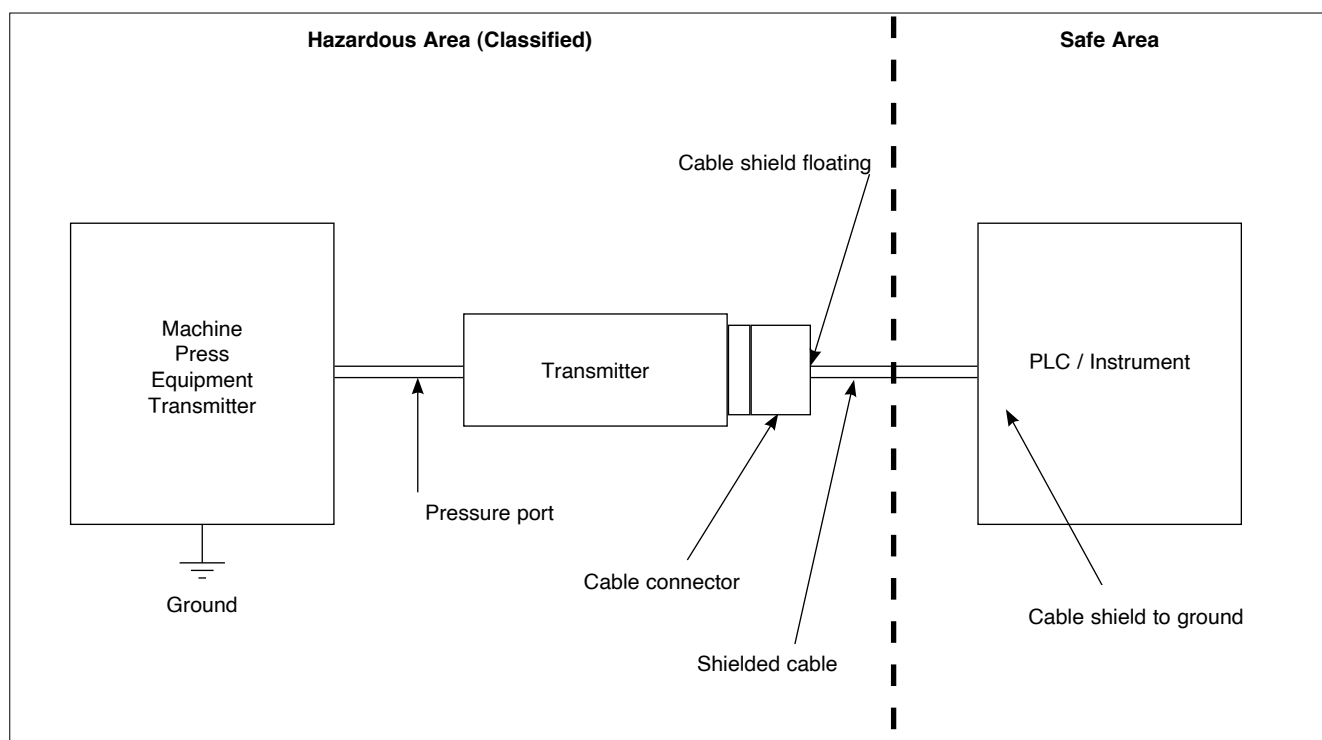 Hazardous Area (Classified)
Safe Area
Cable shield floating
Machine
Press
Equipment
Transmitter
Transmitter
PLC / Instrument
Pressure port
Cable connector
Ground
Cable shield to ground
Shielded cable